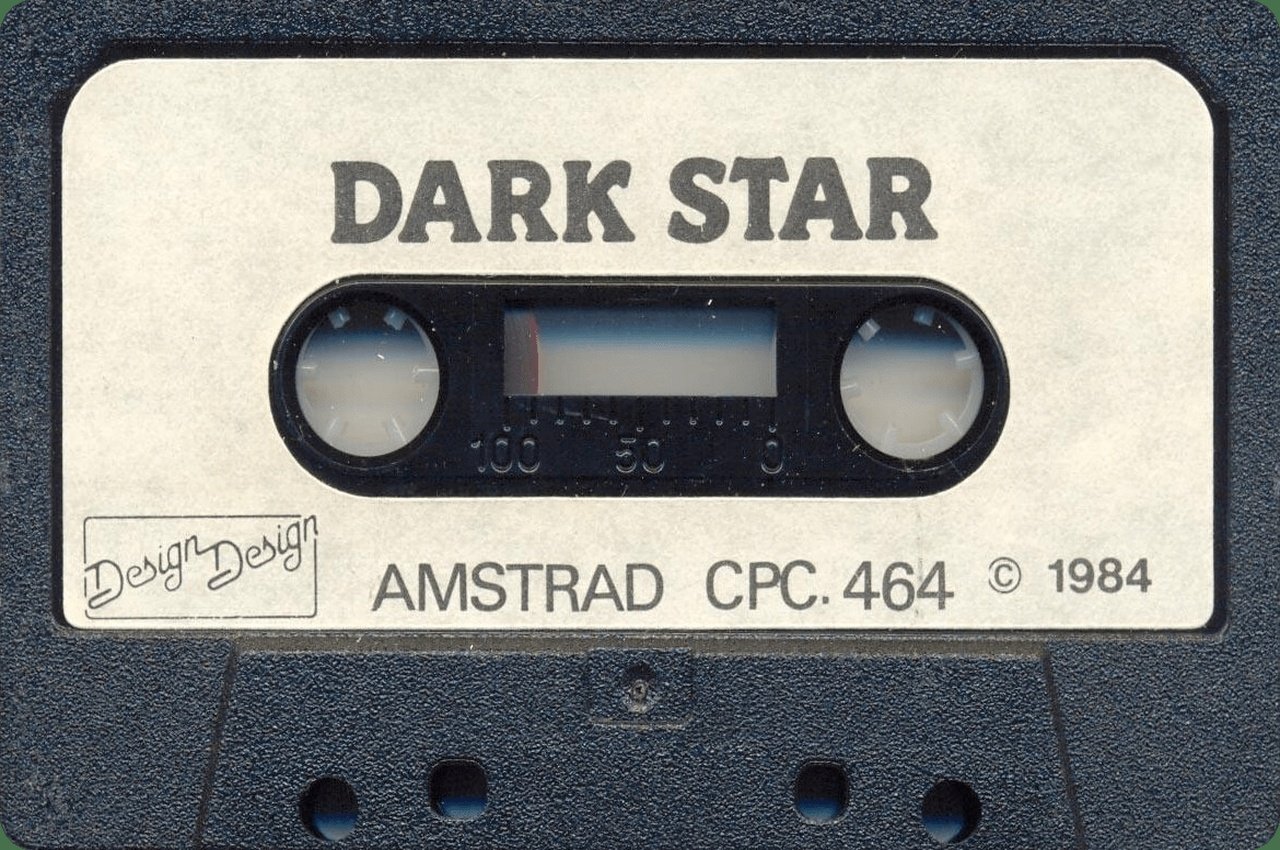 DARK STAR
100 50 0
Design Design
AMSTRAD CPC. 464 © 1984